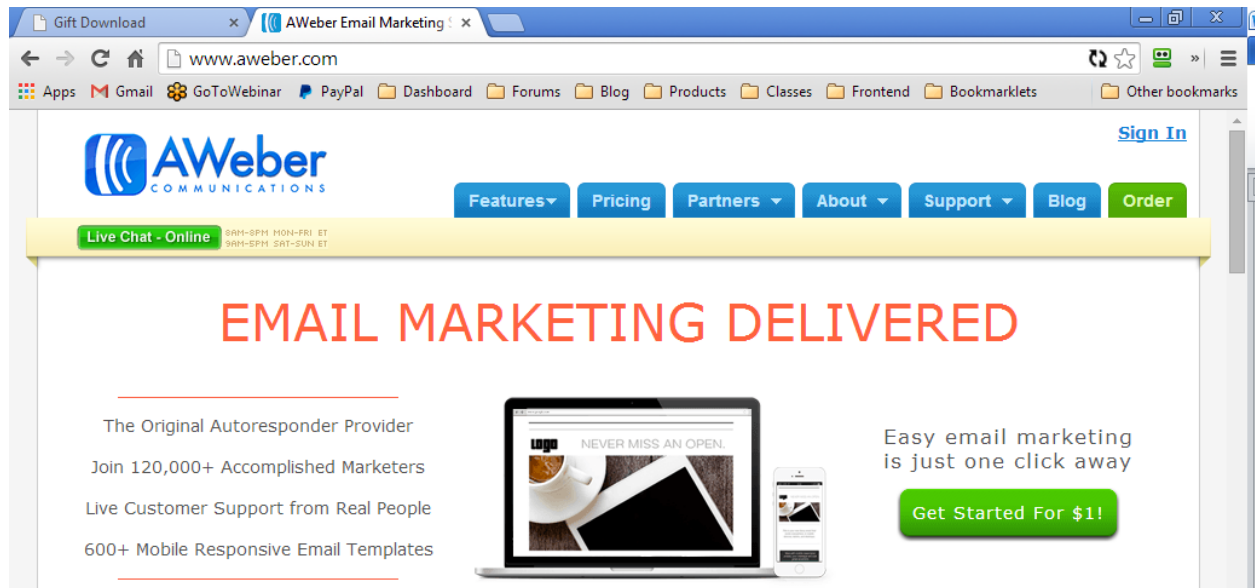 Gift Download
AWeber Email Marketing S
www.aweber.com
Apps Gmail GoToWebinar PayPal Dashboard Forums Blog Products Classes Frontend Bookmarklets Other bookmarks
Sign In
AWeber
COMMUNICATIONS
Features Pricing Partners About Support Blog Order
Live Chat - Online
8AM-8PM MON-FRI ET
9AM-5PM SAT-SUN ET
EMAIL MARKETING DELIVERED
The Original Autoresponder Provider
Join 120,000+ Accomplished Marketers
Live Customer Support from Real People
600+ Mobile Responsive Email Templates
LOGO NEVER MISS AN OPEN.
Easy email marketing
is just one click away
Get Started For $1!